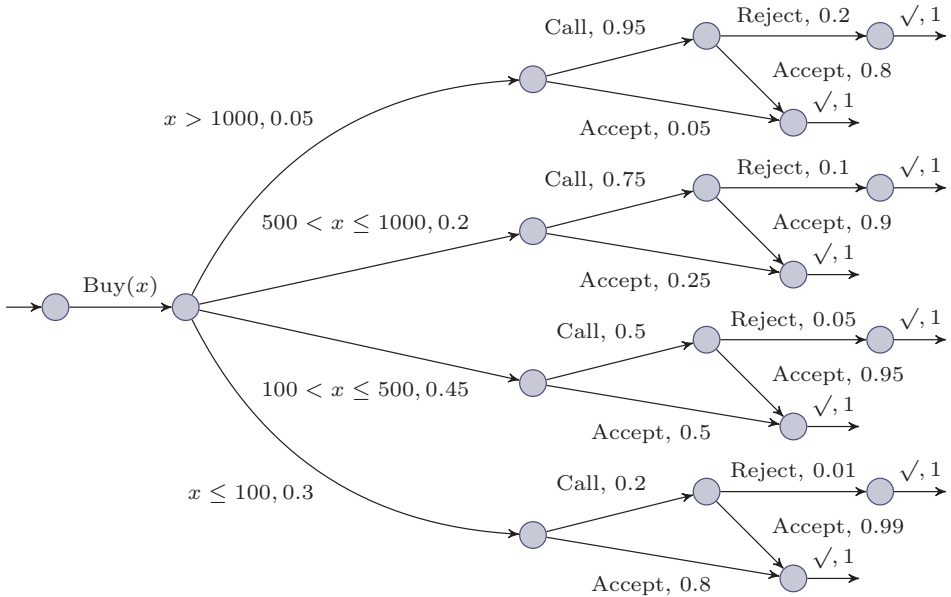 Call, 0.95
Reject, 0.2
√, 1
Accept, 0.8
√, 1
x > 1000, 0.05
Accept, 0.05
Call, 0.75
Reject, 0.1
√, 1
500 < x ≤ 1000, 0.2
Accept, 0.9
√, 1
Accept, 0.25
Buy(x)
Call, 0.5
Reject, 0.05
√, 1
100 < x ≤ 500, 0.45
Accept, 0.95
√, 1
Accept, 0.5
Call, 0.2
Reject, 0.01
√, 1
x ≤ 100, 0.3
Accept, 0.99
√, 1
Accept, 0.8